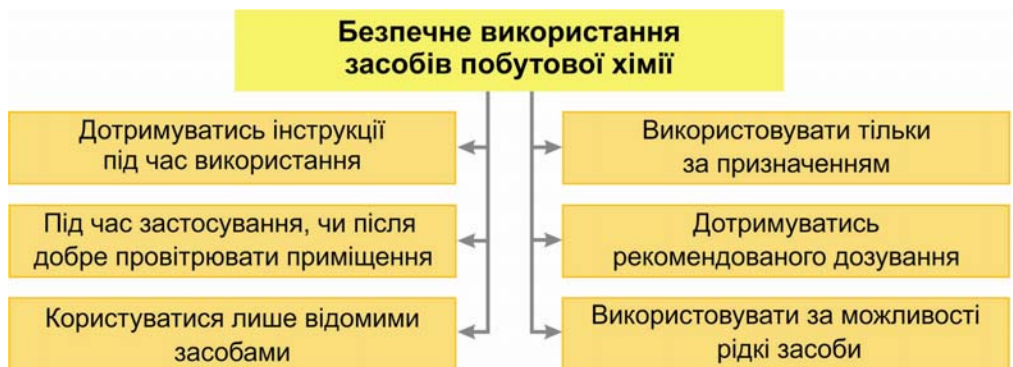 Безпечне використання
засобів побутової хімії
Дотримуватись інструкції
під час використання
Використовувати тільки
за призначенням
Під час застосування, чи після
добре провітрювати приміщення
Дотримуватись
рекомендованого дозування
Користуватися лише відомими
засобами
Використовувати за можливості
рідкі засоби